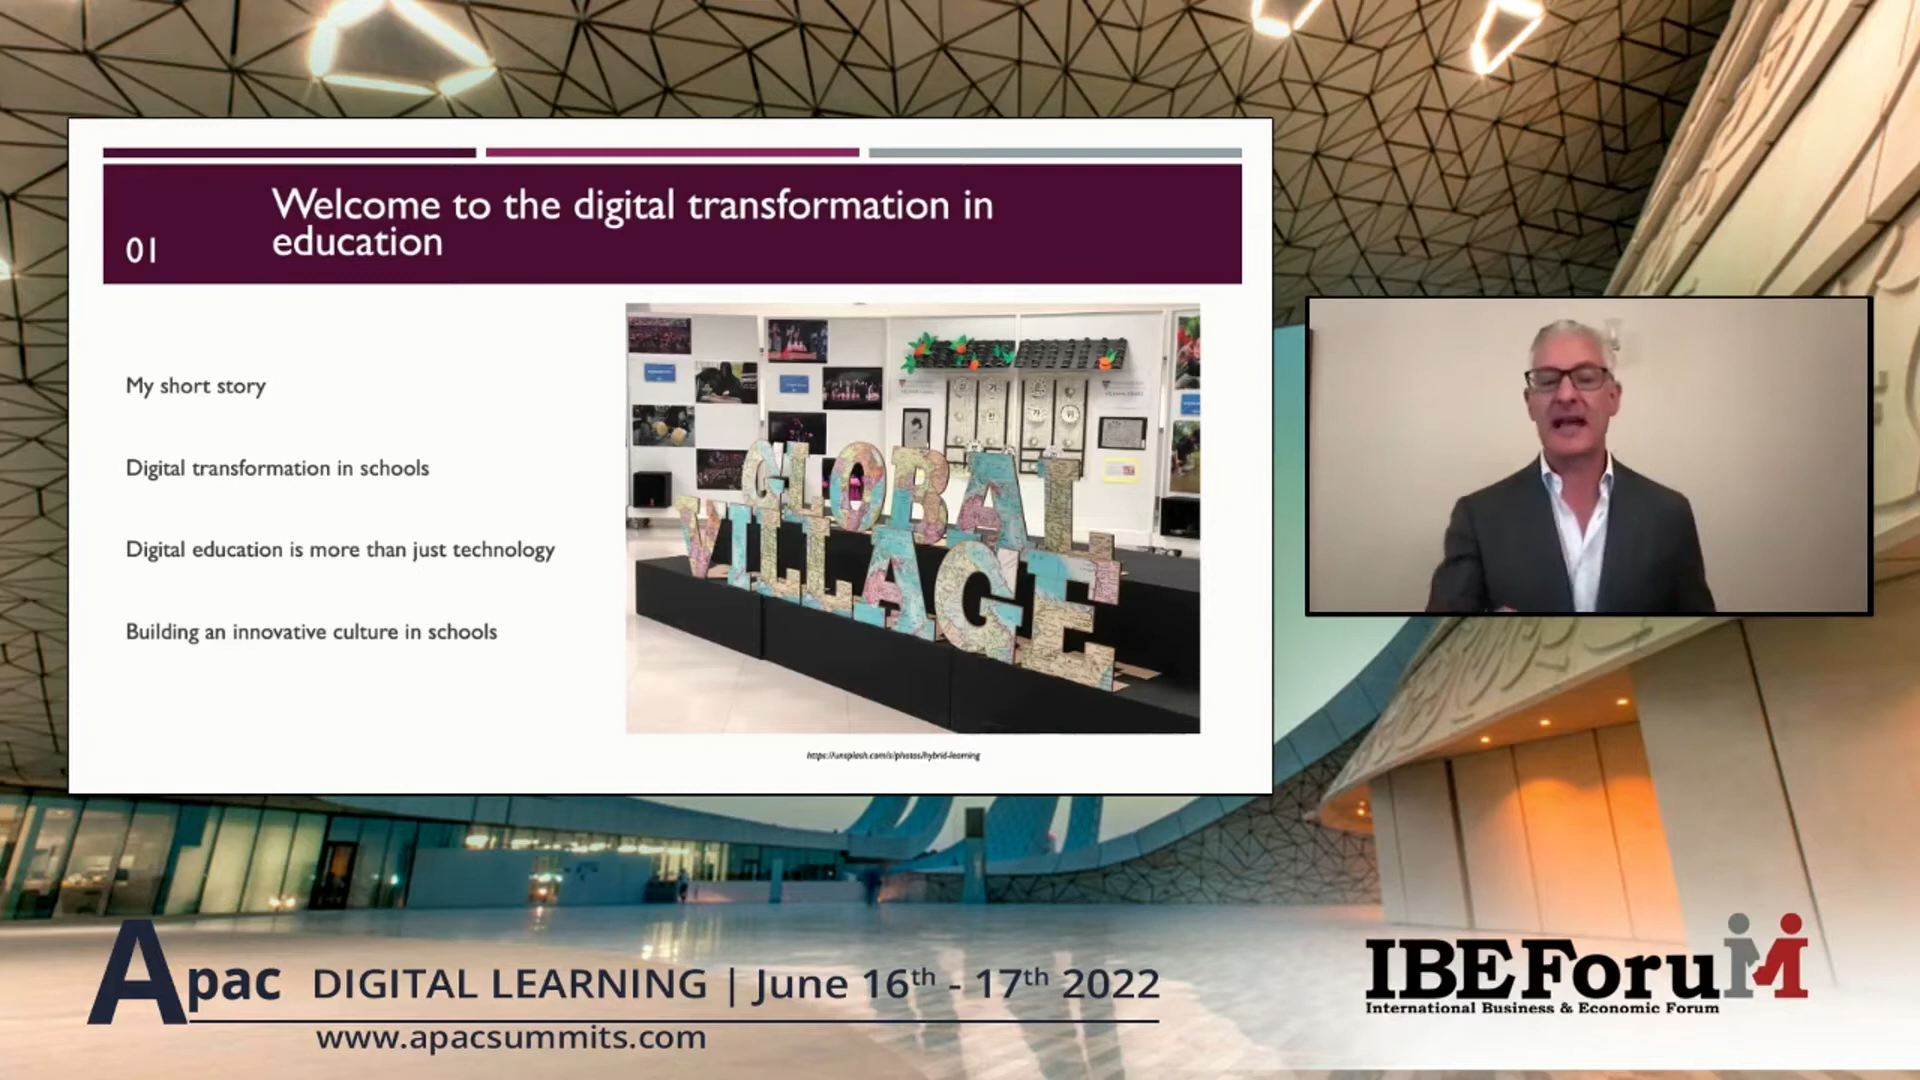 Welcome to the digital transformation in
education
01
My short story
Digital transformation in schools
Digital education is more than just technology
Building an innovative culture in schools
GLOBAL
VILLAGE
https://unsplash.com/s/photos/hybrid-learning
Apac DIGITAL LEARNING | June 16th - 17th 2022
www.apacsummits.com
IBEForuM
International Business & Economic Forum